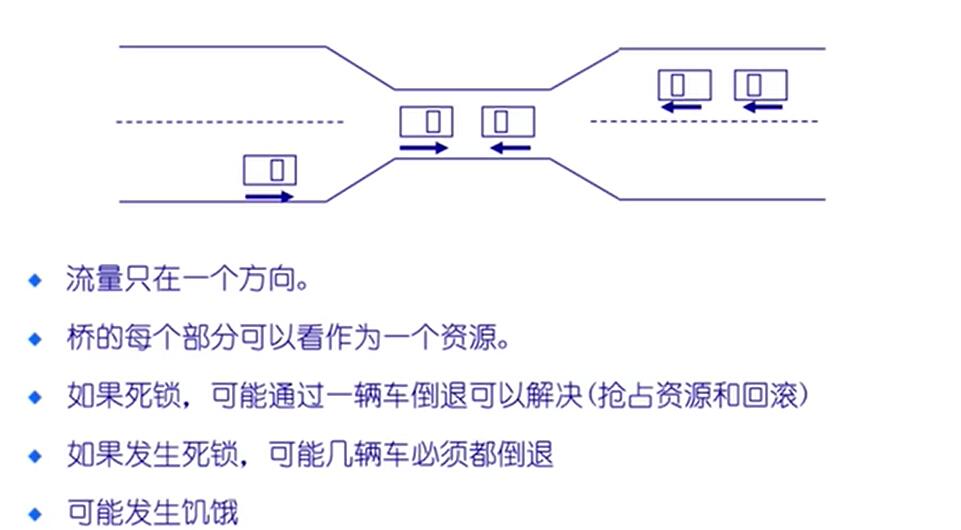 流量只在一个方向。
桥的每个部分可以看作为一个资源。
如果死锁，可能通过一辆车倒退可以解决(抢占资源和回滚)
如果发生死锁，可能几辆车必须都倒退
可能发生饥饿